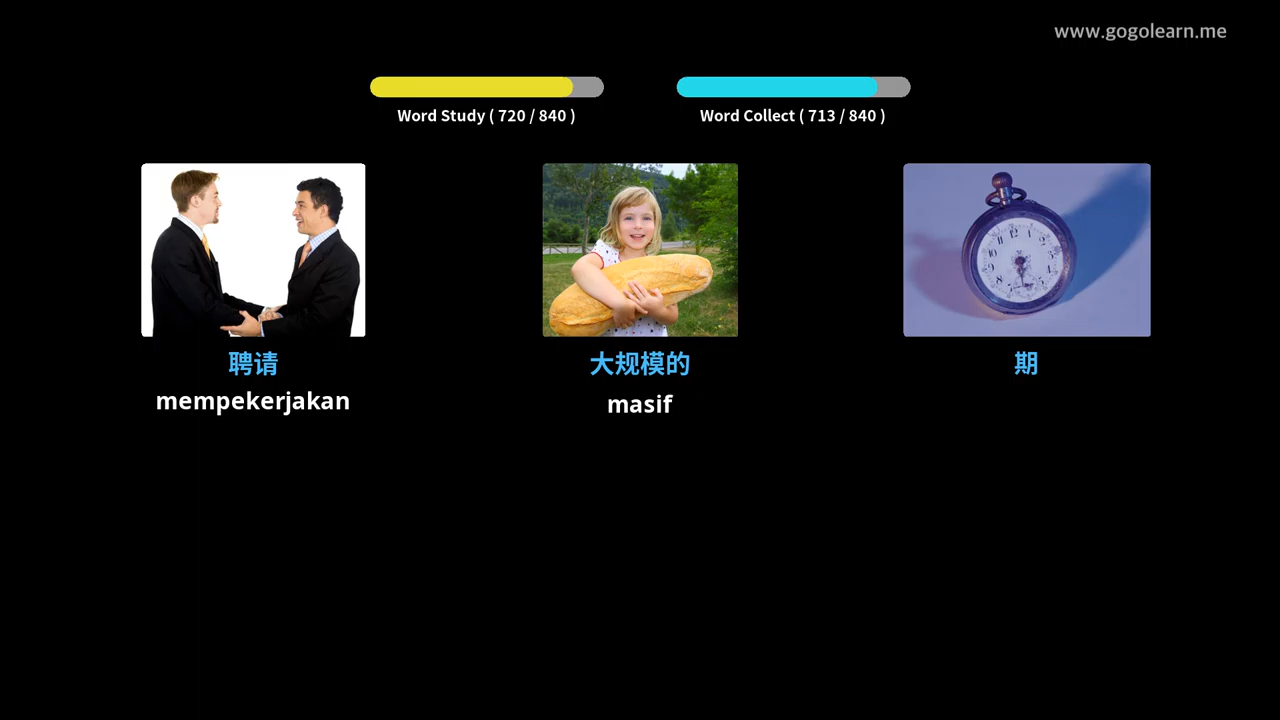 www.gogolearn.me
Word Study ( 720 / 840 )
Word Collect ( 713 / 840 )
聘请
大规模的
期
mempekerjakan
masif